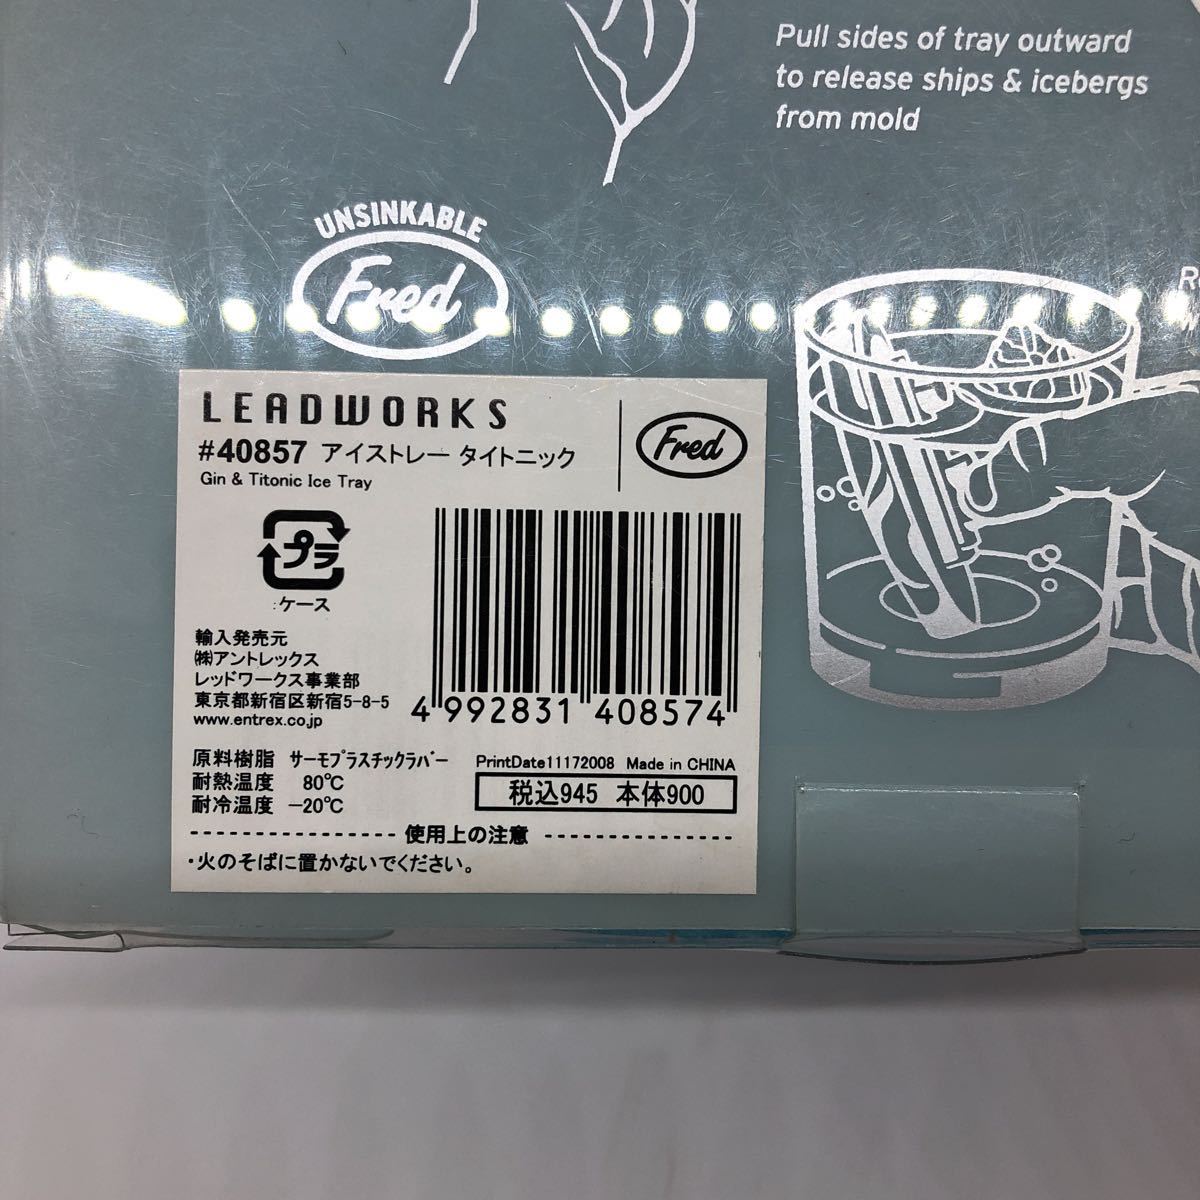 Pull sides of tray outward
to release ships & icebergs
from mold
UNSINKABLE
Fred
LEADWORKS
#40857 アイストレー タイトニック
Gin & Titonic Ice Tray
Fred
プラ
:ケース
輸入発売元
㈱アントレックス
レッドワークス事業部
東京都新宿区新宿5-8-5
www.entrex.co.jp
4 992831 408574
原料樹脂 サーモプラスチックラバー
耐熱温度 80℃
耐冷温度 -20℃
PrintDate11172008 Made in CHINA
税込945 本体900
使用上の注意
・火のそばに置かないでください。